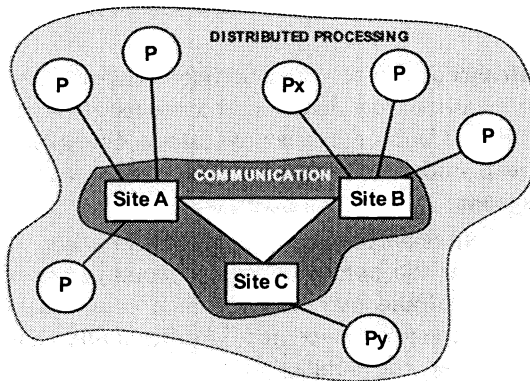 DISTRIBUTED PROCESSING
P
P
Px
P
P
COMMUNICATION
Site A
Site B
Site C
P
Py